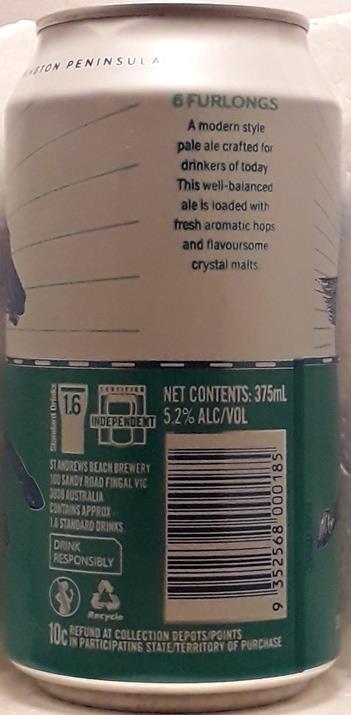 PENINSULA
6 FURLONGS
A modern style
pale ale crafted for
drinkers of today
This well-balanced
ale is loaded with
fresh aromatic hops
and flavoursome
crystal malts
Standard Drinks
1.6
CERTIFIED
INDEPENDENT
NET CONTENTS: 375mL
5.2% ALC/VOL
ST ANDREWS BEACH BREWERY
100 SANDY ROAD FINGAL VIC
3939 AUSTRALIA
CONTAINS APPROX
1.6 STANDARD DRINKS
DRINK
RESPONSIBLY
Recycle
9 352568 000185
10c REFUND AT COLLECTION DEPOTS/POINTS
IN PARTICIPATING STATE/TERRITORY OF PURCHASE